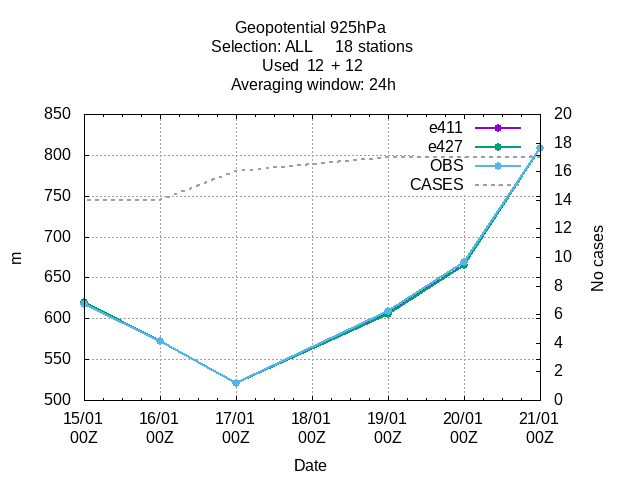 Geopotential 925hPa
Selection: ALL 18 stations
Used 12 + 12
Averaging window: 24h
850
800
750
700
650
600
550
500
m
20
18
16
14
12
10
8
6
4
2
0
No cases
e411
e427
OBS
CASES
15/01 16/01 17/01 18/01 19/01 20/01 21/01
00Z 00Z 00Z 00Z 00Z 00Z 00Z
Date